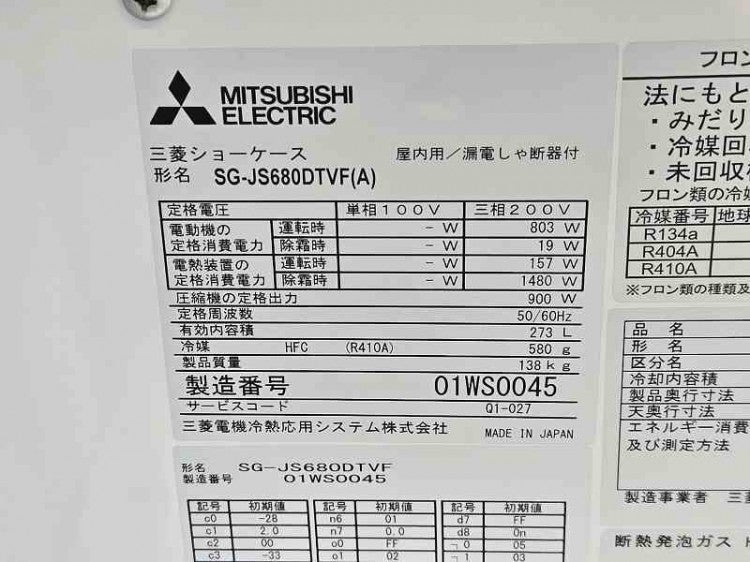 MITSUBISHI
ELECTRIC
三菱ショーケース 屋内用/漏電しゃ断器付
形名 SG-JS680DTVF(A)
定格電圧 単相100V 三相200V
電動機の 運転時 - W 803 W
定格消費電力 除霜時 - W 19 W
電熱装置の 運転時 - W 157 W
定格消費電力 除霜時 - W 1480 W
圧縮機の定格出力 900 W
定格周波数 50/60Hz
有効内容積 273 L
冷媒 HFC (R410A) 580 g
製品質量 138 kg
製造番号 01WS0045
サービスコード Q1-027
三菱電機冷熱応用システム株式会社 MADE IN JAPAN
形名 SG-JS680DTVF
製造番号 01WS0045
記号 初期値 記号 初期値 記号 初期値
c0 -28 n6 01 d7 FF
c1 2.0 n7 0.0 d8 0n
c2 00 o0 FF ¬0 05
c3 -33 o1 02 ¬1 03
フロン
法にもと
・みだり
・冷媒回
・未回収
フロン類の冷
冷媒番号 地球
R134a
R404A
R410A
※フロン類の種類及
品名
形名
区分名
冷却内容積
製品奥行寸法
天奥行寸法
エネルギー消費
及び測定方法
製造事業者 三
断熱発泡ガス